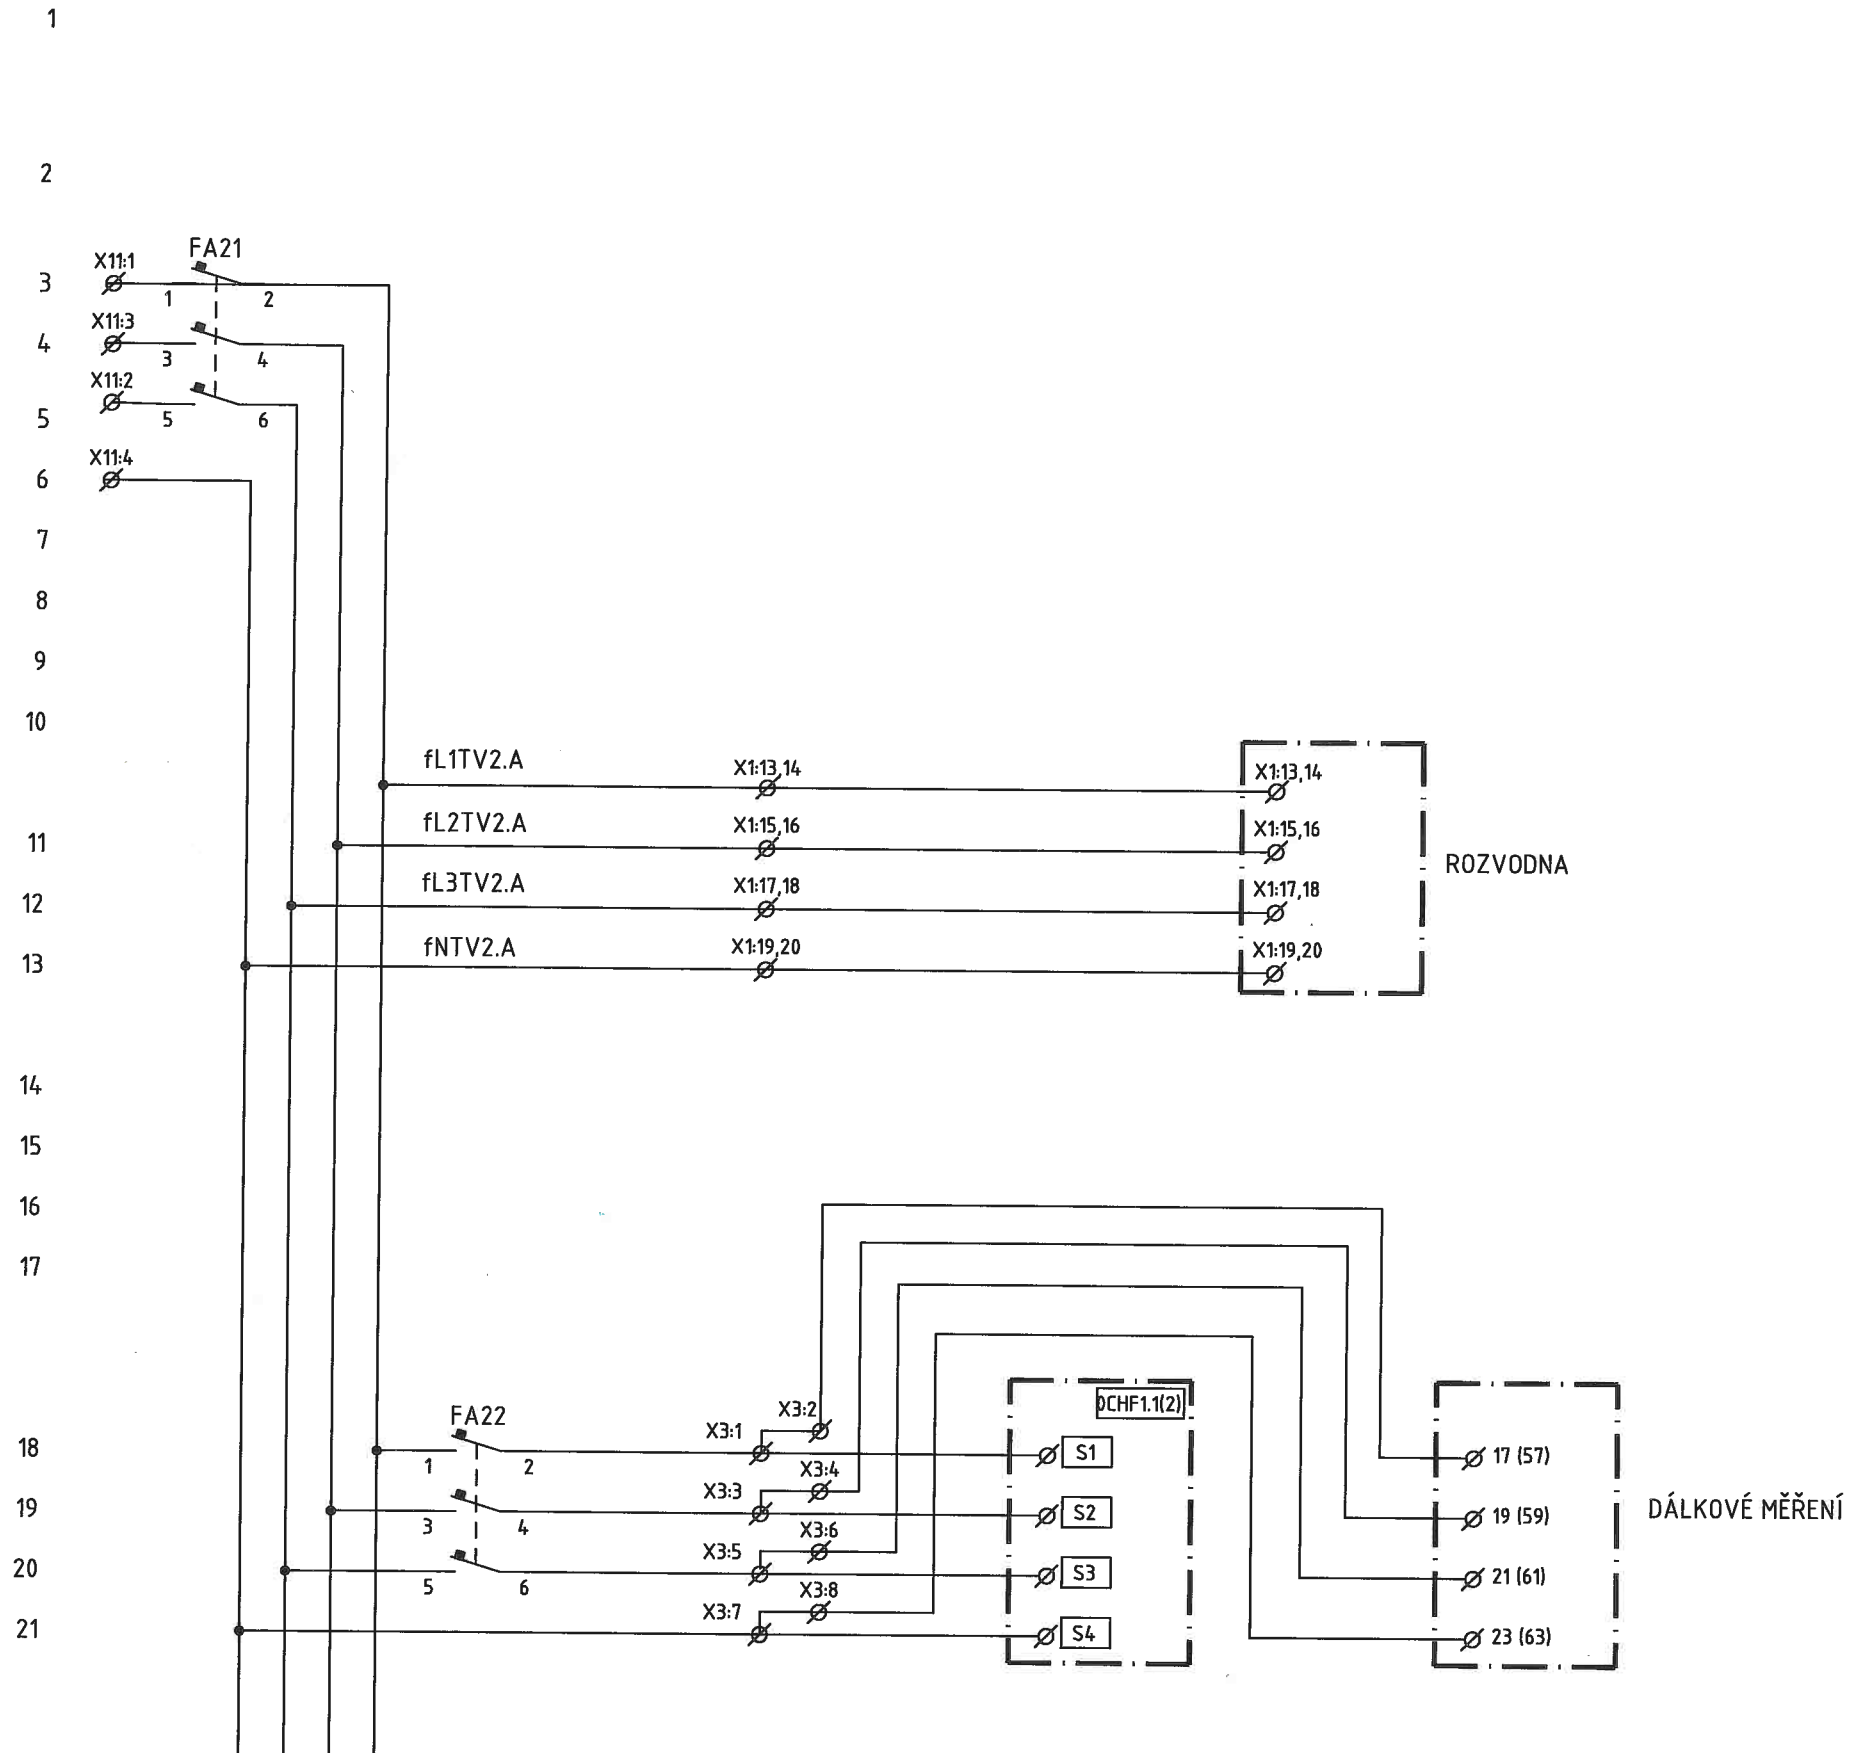 1
2
FA21
X11:1
3
1
2
X11:3
4
3
4
X11:2
5
5
6
X11:4
6
7
8
9
10
fL1TV2.A
X1:13,14
X1:13,14
fL2TV2.A
X1:15,16
X1:15,16
11
ROZVODNA
fL3TV2.A
X1:17,18
X1:17,18
12
fNTV2.A
X1:19,20
X1:19,20
13
14
15
16
17
FA22
X3:1
X3:2
CHF1.1(2)
18
1
2
S1
17 (57)
X3:3
X3:4
19
3
4
S2
19 (59)
DÁLKOVÉ MĚŘENÍ
X3:5
X3:6
20
5
6
S3
21 (61)
X3:7
X3:8
21
S4
23 (63)